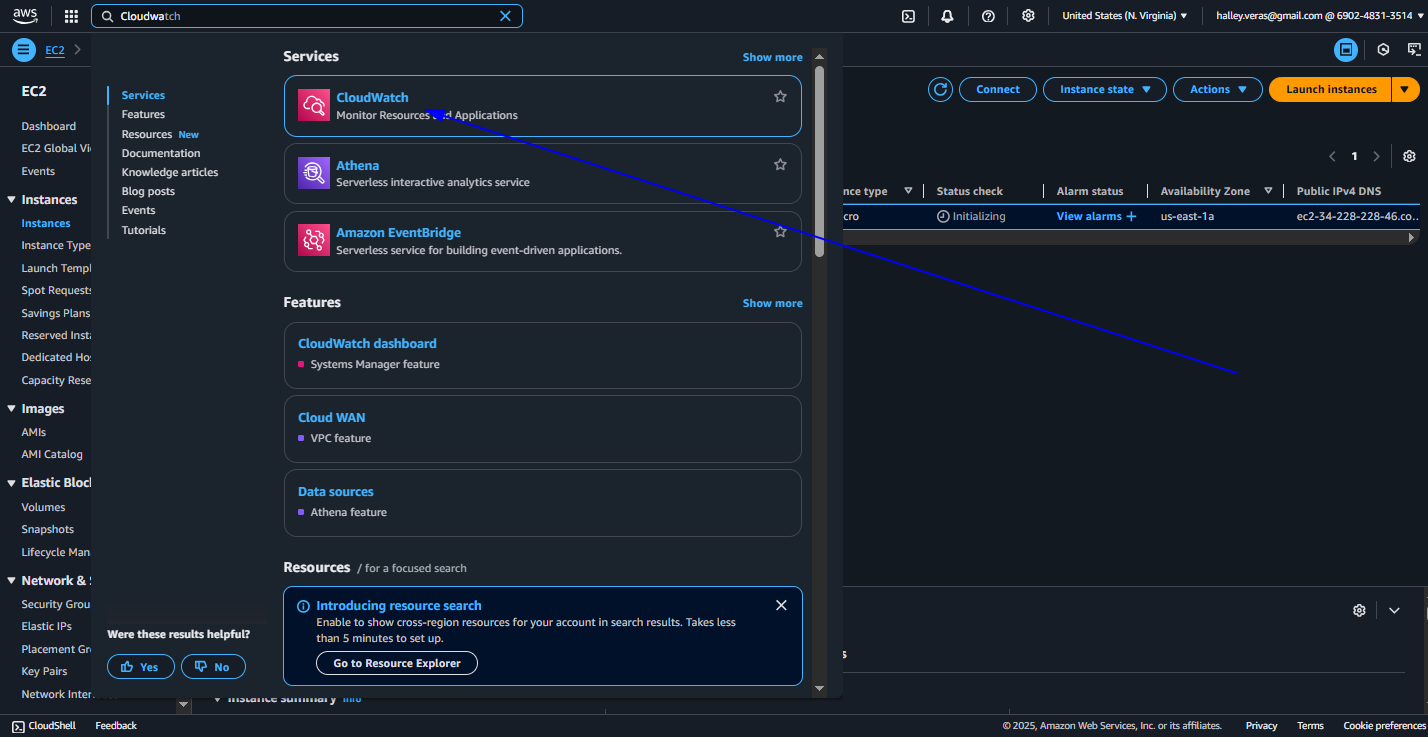 aws
Cloudwatch
United States (N. Virginia)
halley.veras@gmail.com @ 6902-4831-3514
EC2
Services
Show more
Services
Features
Resources New
Documentation
Knowledge articles
Blog posts
Events
Tutorials
CloudWatch
Monitor Resources and Applications
Athena
Serverless interactive analytics service
Amazon EventBridge
Serverless service for building event-driven applications.
Features
Show more
CloudWatch dashboard
Systems Manager feature
Cloud WAN
VPC feature
Data sources
Athena feature
Resources / for a focused search
Introducing resource search
Enable to show cross-region resources for your account in search results. Takes less
than 5 minutes to set up.
Go to Resource Explorer
Were these results helpful?
Yes
No
EC2
Dashboard
EC2 Global Vi
Events
Instances
Instances
Instance Type
Launch Templ
Spot Requests
Savings Plans
Reserved Inst
Dedicated Ho
Capacity Rese
Images
AMIs
AMI Catalog
Elastic Bloc
Volumes
Snapshots
Lifecycle Man
Network & S
Security Grou
Elastic IPs
Placement Gr
Key Pairs
Network Inter
Connect
Instance state
Actions
Launch instances
1
nce type
Status check
Alarm status
Availability Zone
Public IPv4 DNS
cro
Initializing
View alarms +
us-east-1a
ec2-34-228-228-46.co...
s
Instance summary Info
CloudShell
Feedback
© 2025, Amazon Web Services, Inc. or its affiliates.
Privacy
Terms
Cookie preferences